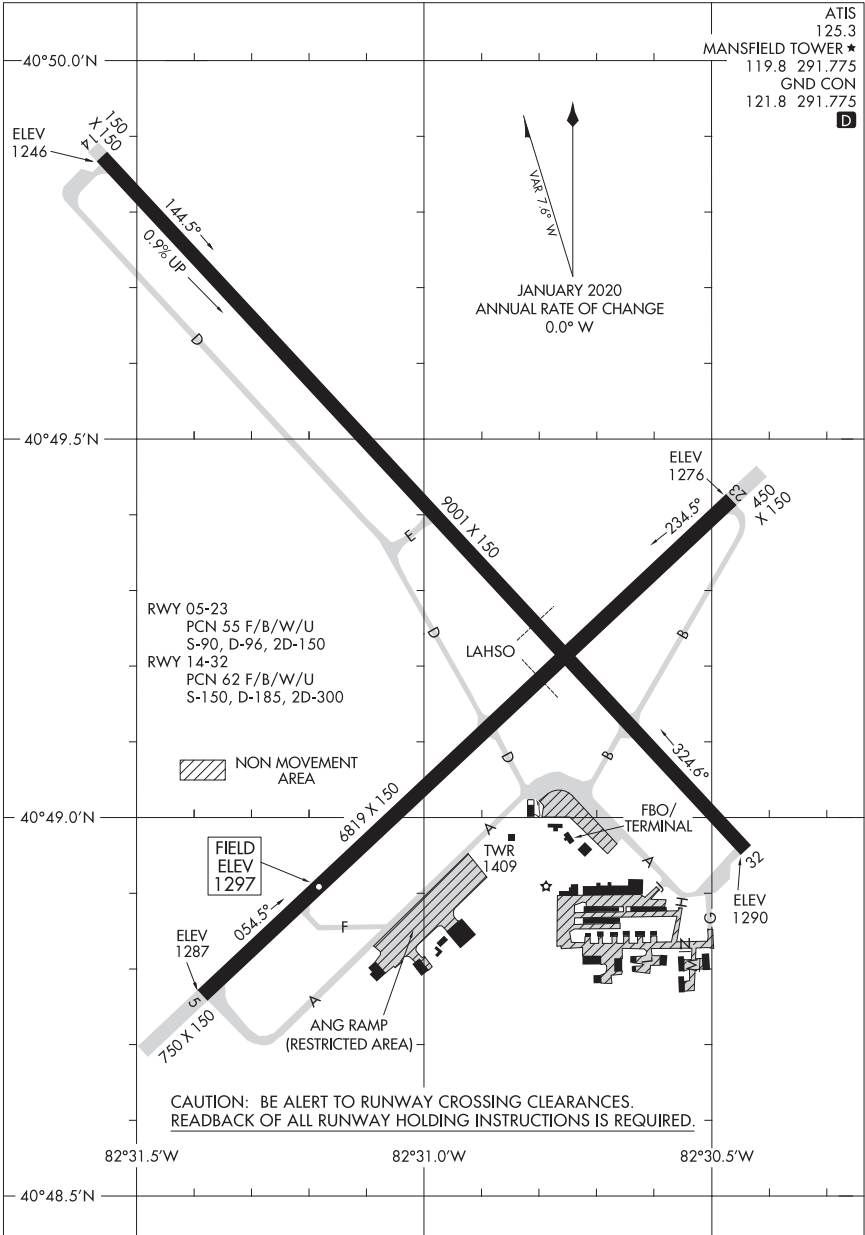 ATIS
125.3
MANSFIELD TOWER ★
119.8 291.775
GND CON
121.8 291.775
D
40°50.0'N
ELEV
1246
150
X 150
14
144.5°
0.9% UP
VAR 7.6° W
JANUARY 2020
ANNUAL RATE OF CHANGE
0.0° W
D
40°49.5'N
ELEV
1276
23
450
X 150
234.5°
9001 X 150
E
RWY 05-23
PCN 55 F/B/W/U
S-90, D-96, 2D-150
RWY 14-32
PCN 62 F/B/W/U
S-150, D-185, 2D-300
D
LAHSO
B
NON MOVEMENT
AREA
D
B
324.6°
40°49.0'N
6819 X 150
A
FBO/
TERMINAL
TWR
1409
A
32
ELEV
1290
FIELD
ELEV
1297
054.5°
F
J
H
G
N
M
ELEV
1287
5
750 X 150
A
ANG RAMP
(RESTRICTED AREA)
CAUTION: BE ALERT TO RUNWAY CROSSING CLEARANCES.
READBACK OF ALL RUNWAY HOLDING INSTRUCTIONS IS REQUIRED.
82°31.5'W
82°31.0'W
82°30.5'W
40°48.5'N